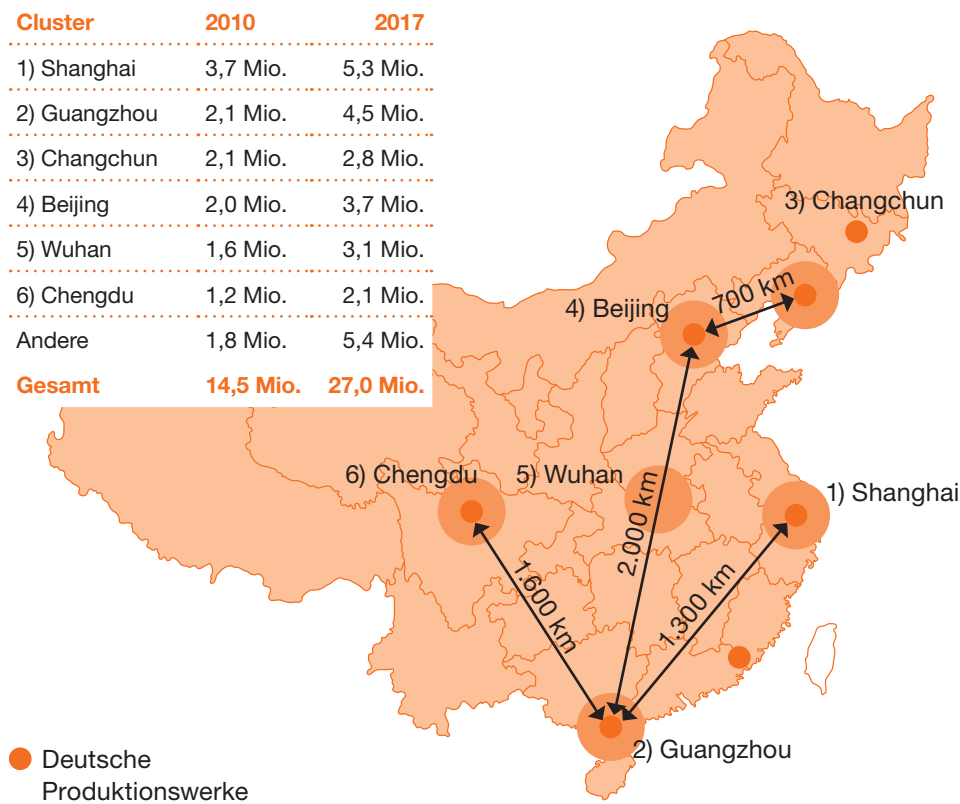 Cluster 2010 2017
1) Shanghai 3,7 Mio. 5,3 Mio.
2) Guangzhou 2,1 Mio. 4,5 Mio.
3) Changchun 2,1 Mio. 2,8 Mio.
4) Beijing 2,0 Mio. 3,7 Mio.
5) Wuhan 1,6 Mio. 3,1 Mio.
6) Chengdu 1,2 Mio. 2,1 Mio.
Andere 1,8 Mio. 5,4 Mio.
Gesamt 14,5 Mio. 27,0 Mio.
3) Changchun
700 km
4) Beijing
6) Chengdu
5) Wuhan
1) Shanghai
2.000 km
1.600 km
1.300 km
2) Guangzhou
Deutsche
Produktionswerke